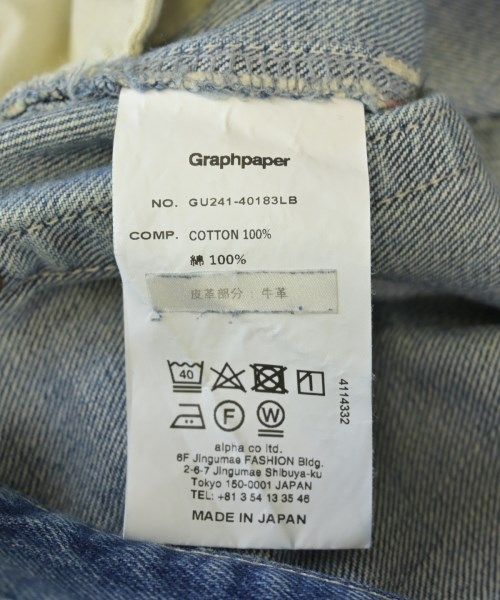 Graphpaper
NO. GU241-40183LB
COMP. COTTON 100%
綿 100%
皮革部分：牛革
40
F
W
4114332
alpha co ltd.
6F Jingumae FASHION Bldg.
2-6-7 Jingumae Shibuya-ku
Tokyo 150-0001 JAPAN
TEL: +81 3 54 13 35 46
MADE IN JAPAN